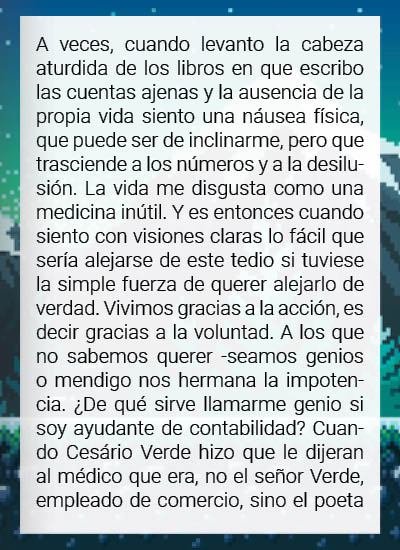 A veces, cuando levanto la cabeza
aturdida de los libros en que escribo
las cuentas ajenas y la ausencia de la
propia vida siento una náusea física,
que puede ser de inclinarme, pero que
trasciende a los números y a la desilu-
sión. La vida me disgusta como una
medicina inútil. Y es entonces cuando
siento con visiones claras lo fácil que
sería alejarse de este tedio si tuviese
la simple fuerza de querer alejarlo de
verdad. Vivimos gracias a la acción, es
decir gracias a la voluntad. A los que
no sabemos querer -seamos genios
o mendigo nos hermana la impoten-
cia. ¿De qué sirve llamarme genio si
soy ayudante de contabilidad? Cuan-
do Cesário Verde hizo que le dijeran
al médico que era, no el señor Verde,
empleado de comercio, sino el poeta